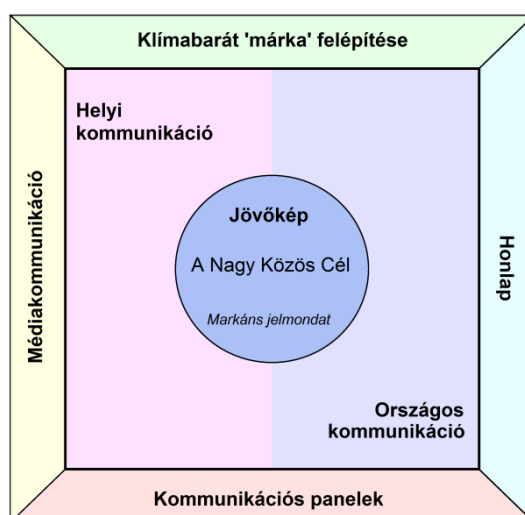 Klímabarát 'márka' felépítése
Helyi
kommunikáció
Médiakommunikáció
Jövőkép
A Nagy Közös Cél
Markáns jelmondat
Honlap
Országos
kommunikáció
Kommunikációs panelek